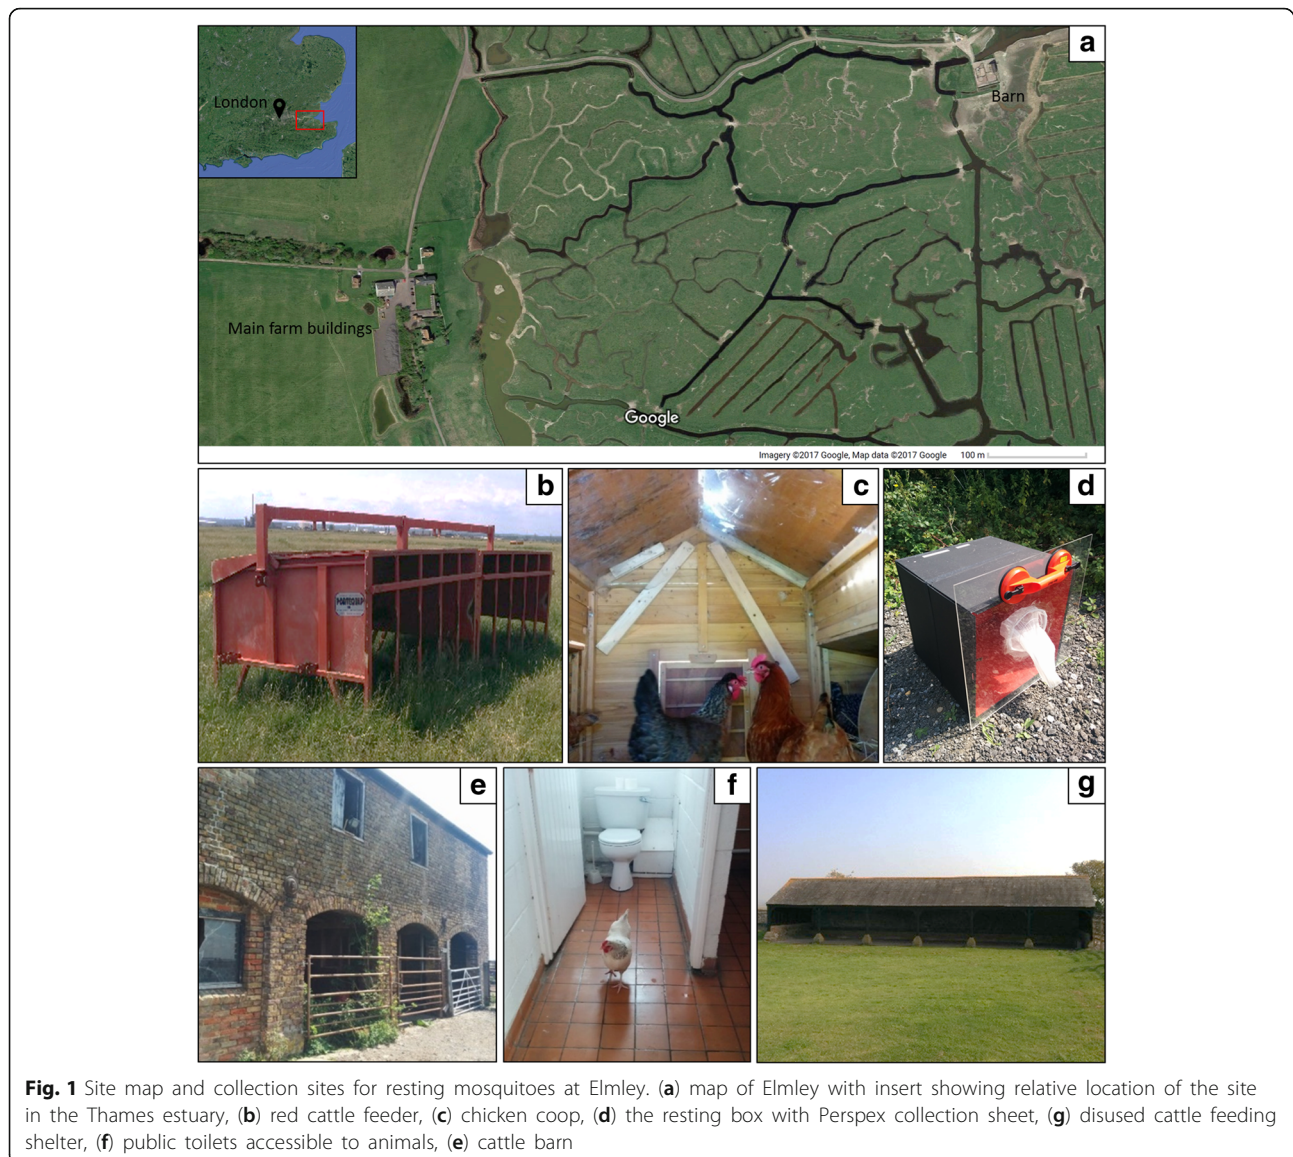 a
London
Barn
Main farm buildings
Google
Imagery ©2017 Google, Map data ©2017 Google 100 m
b
c
d
e
f
g
Fig. 1 Site map and collection sites for resting mosquitoes at Elmley. (a) map of Elmley with insert showing relative location of the site
in the Thames estuary, (b) red cattle feeder, (c) chicken coop, (d) the resting box with Perspex collection sheet, (g) disused cattle feeding
shelter, (f) public toilets accessible to animals, (e) cattle barn